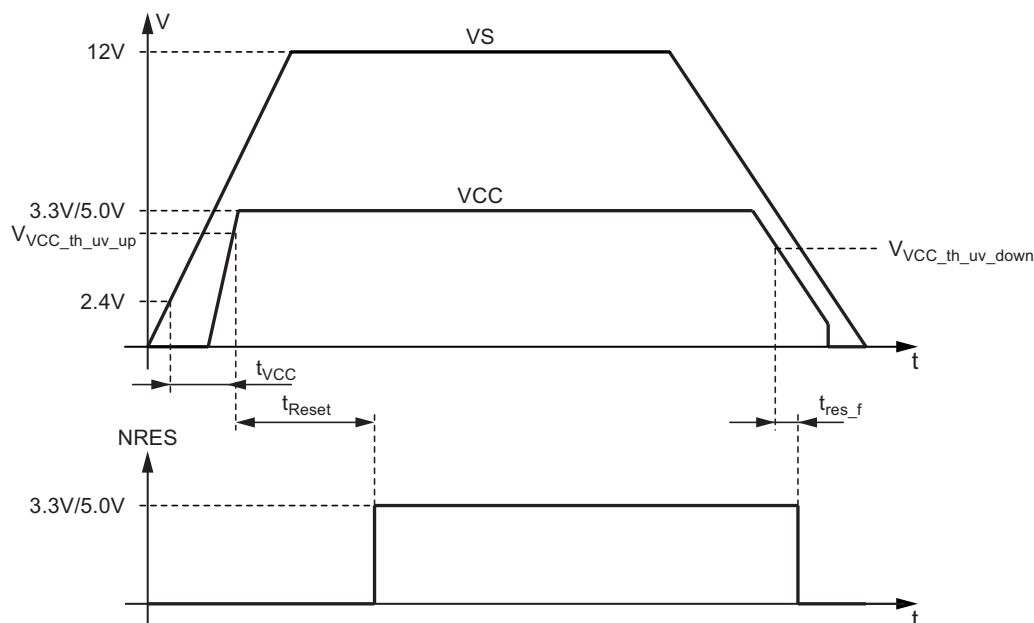 V
12V
VS
3.3V/5.0V
VCC
VVCC_th_uv_up
VVCC_th_uv_down
2.4V
t
tVCC
tReset
tres_f
NRES
3.3V/5.0V
t